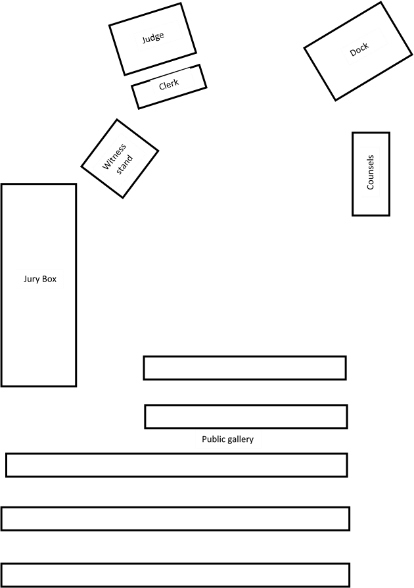 Judge
Dock
Clerk
Witness
stand
Counsels
Jury Box
Public gallery